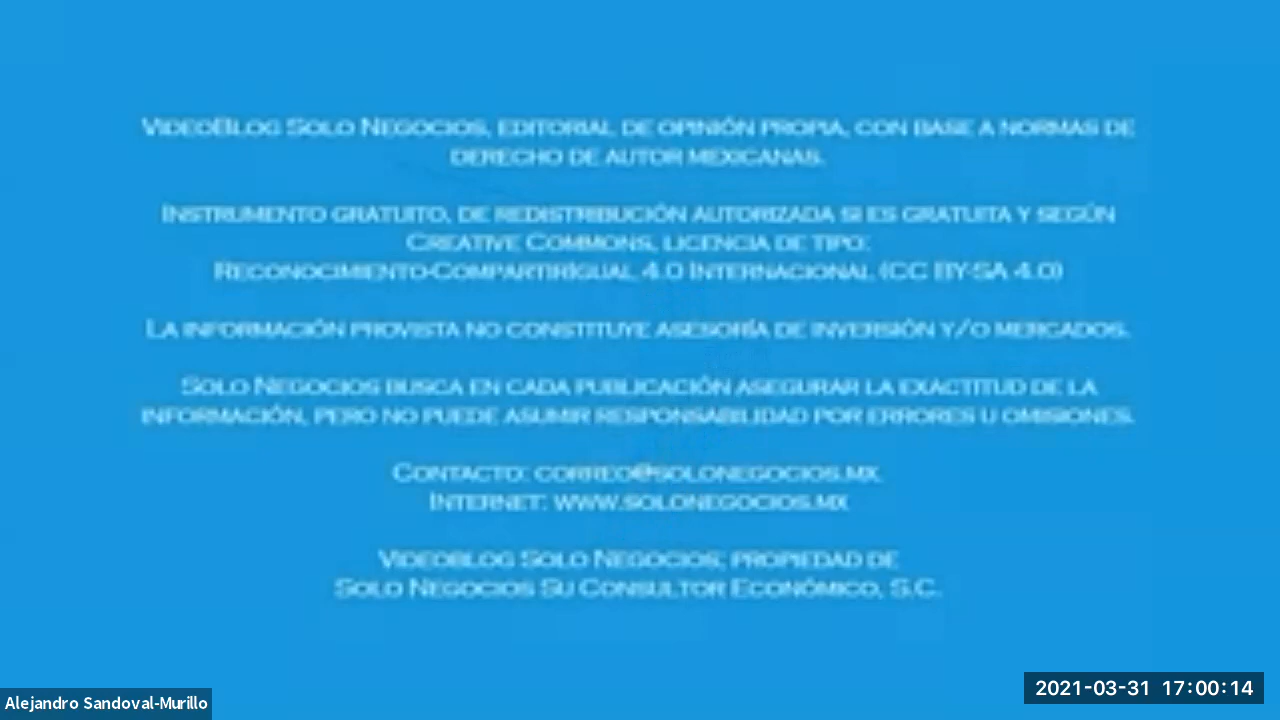 VideoBlog Solo Negocios, editorial de opinión propia, con base a normas de
derecho de autor mexicanas.
Instrumento gratuito, de redistribución autorizada si es gratuita y según
Creative Commons, licencia de tipo:
Reconocimiento-CompartirIgual 4.0 Internacional (CC BY-SA 4.0)
La información provista no constituye asesoría de inversión y/o mercados.
Solo Negocios busca en cada publicación asegurar la exactitud de la
información, pero no puede asumir responsabilidad por errores u omisiones.
Contacto: correo@solonegocios.mx
Internet: www.solonegocios.mx
Videoblog Solo Negocios; propiedad de
Solo Negocios Su Consultor Económico, S.C.
Alejandro Sandoval-Murillo
2021-03-31 17:00:14